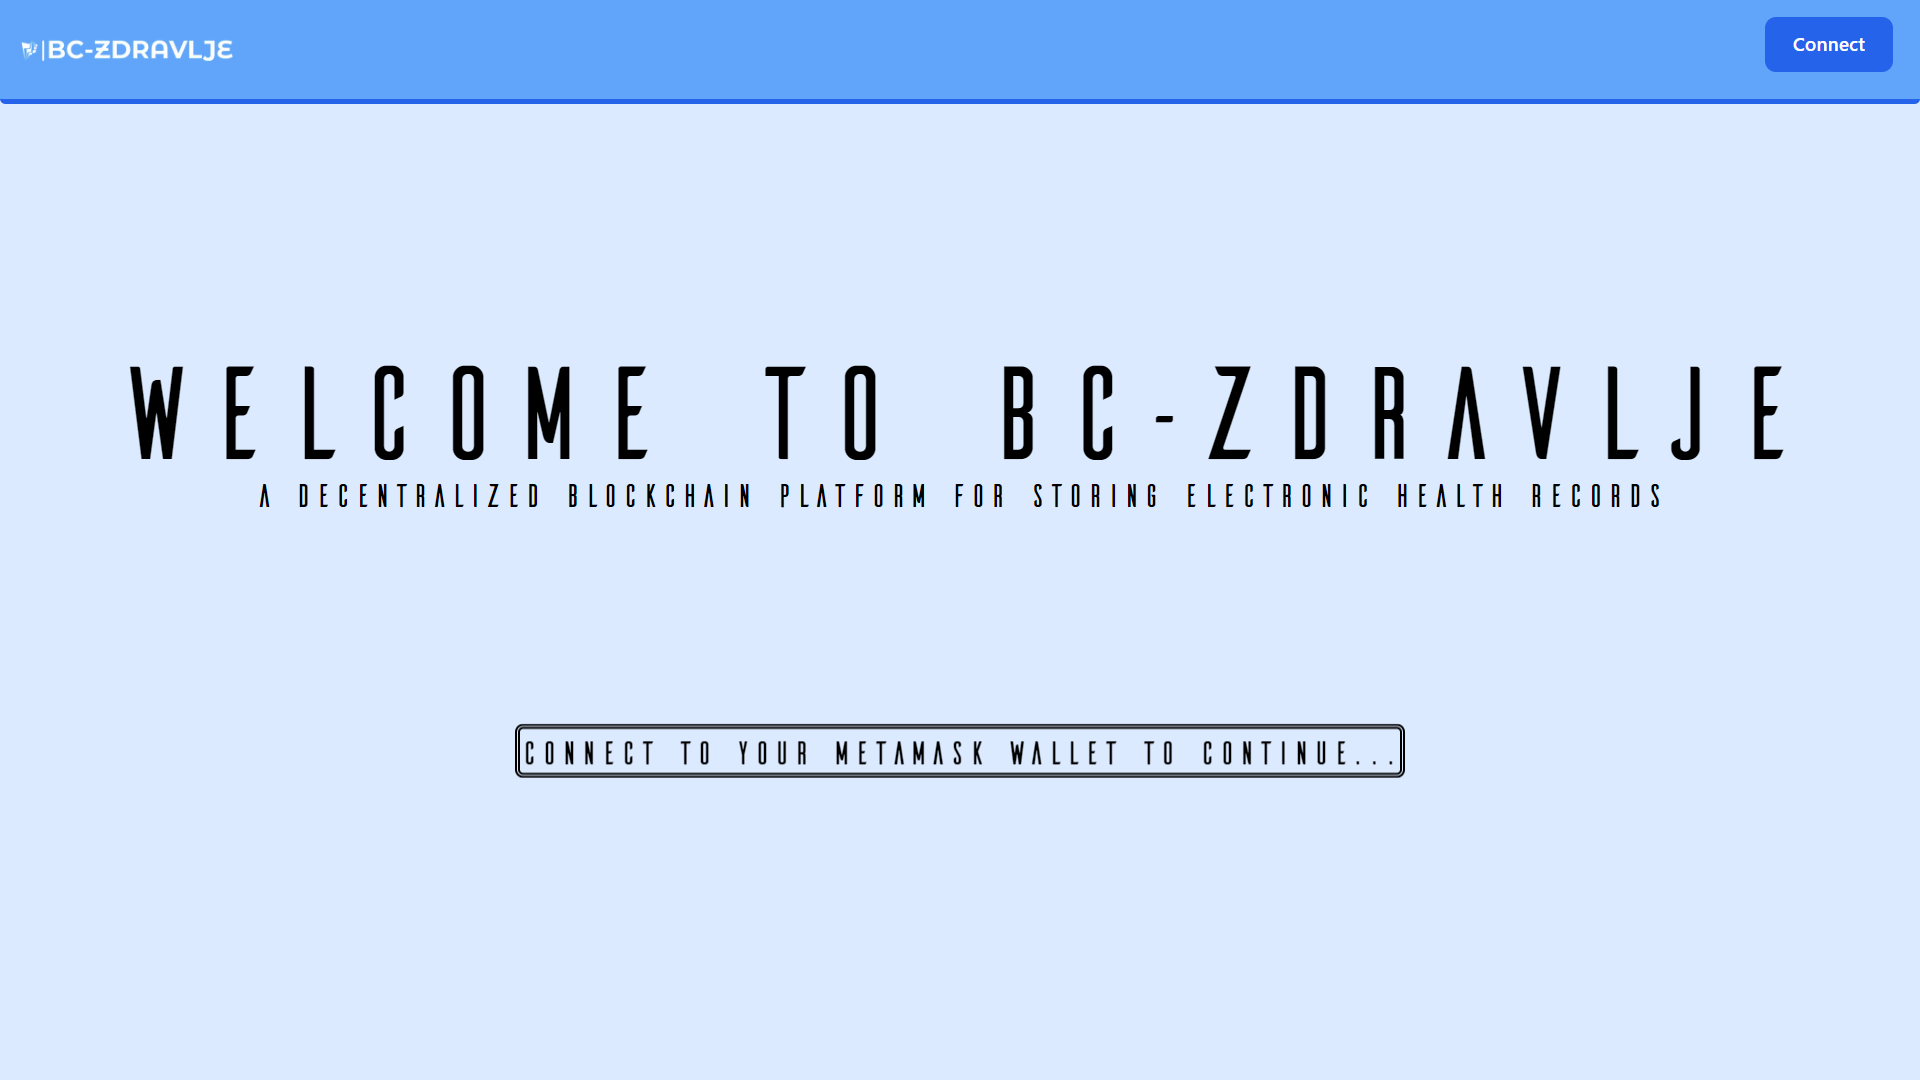 BC-ZDRAVLJE
Connect
WELCOME TO BC-ZDRAVLJE
A DECENTRALIZED BLOCKCHAIN PLATFORM FOR STORING ELECTRONIC HEALTH RECORDS
CONNECT TO YOUR METAMASK WALLET TO CONTINUE...